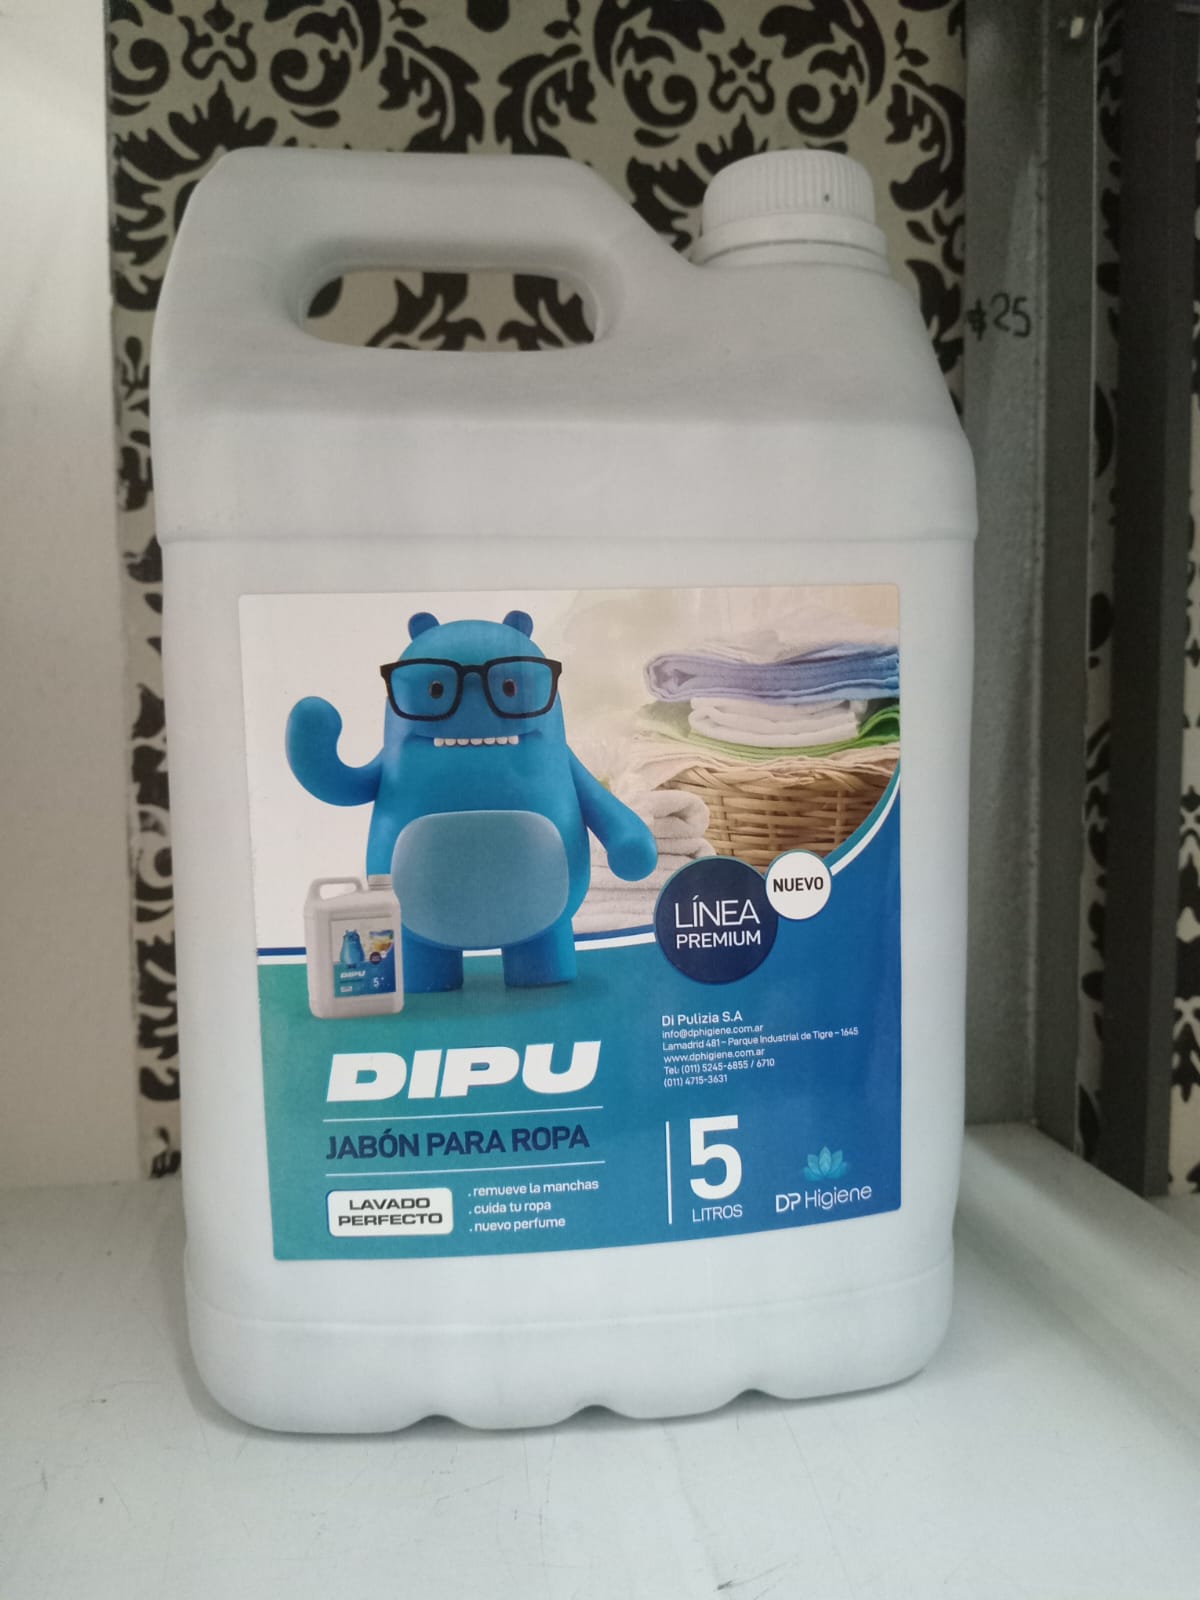 $25
NUEVO
LÍNEA
PREMIUM
Di Pulizia S.A
info@dphigiene.com.ar
Lamadrid 481 - Parque Industrial de Tigre - 1645
www.dphigiene.com.ar
Tel: (011) 5245-6855 / 6710
(011) 4715-3631
DIPU
5
DIPU
JABÓN PARA ROPA
LAVADO
PERFECTO
. remueve la manchas
. cuida tu ropa
. nuevo perfume
5
LITROS
DP Higiene